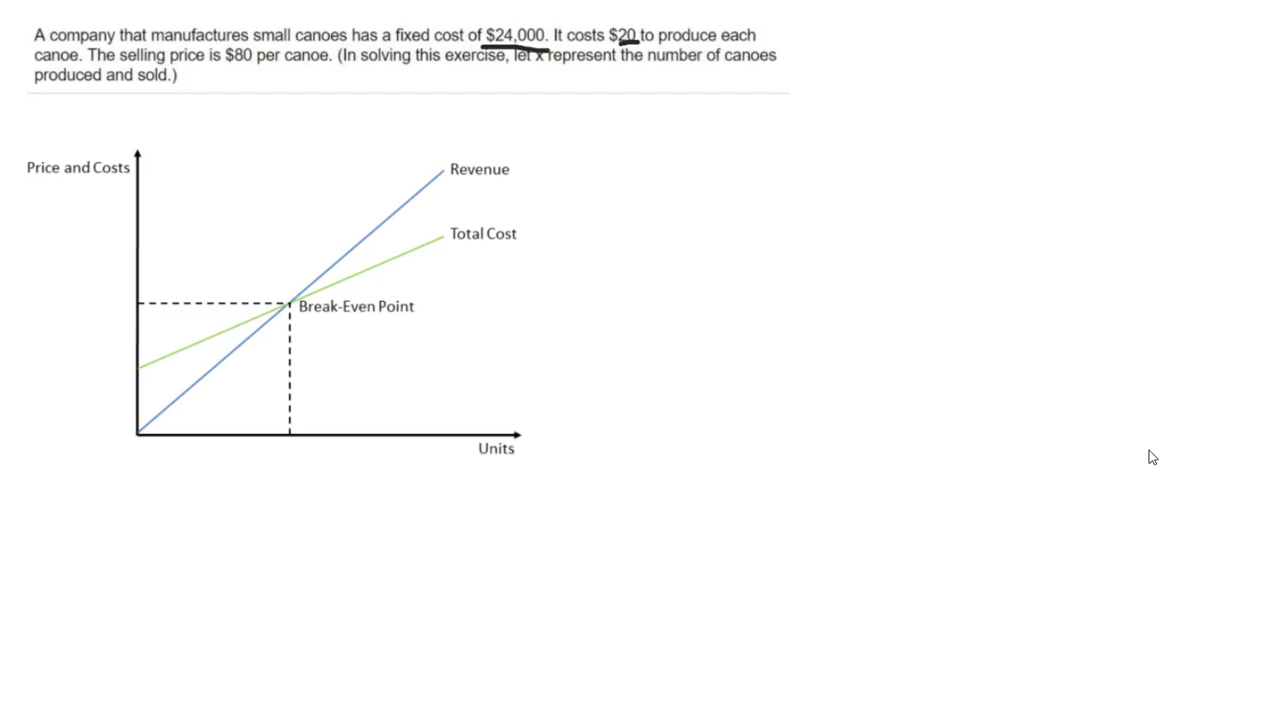 A company that manufactures small canoes has a fixed cost of $24,000. It costs $20 to produce each
canoe. The selling price is $80 per canoe. (In solving this exercise, let x represent the number of canoes
produced and sold.)
Price and Costs
Revenue
Total Cost
Break-Even Point
Units